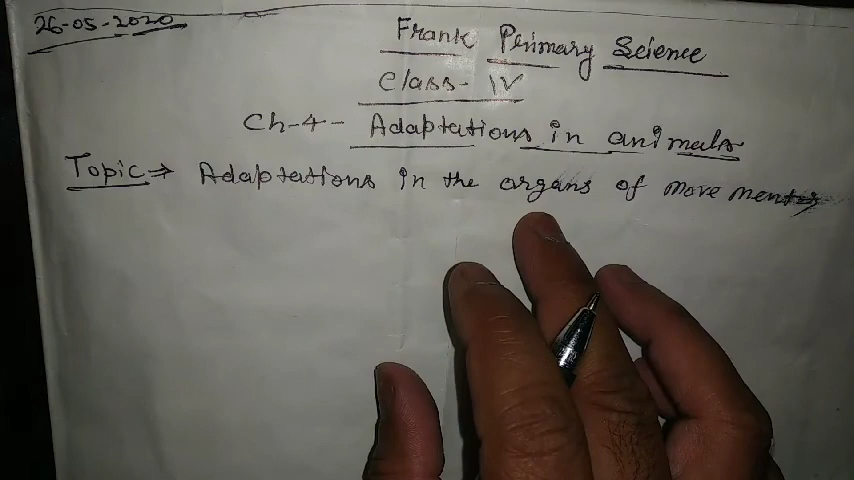 26-05-2020
Frank Primary Science
Class- IV
Ch-4- Adaptations in animals
Topic⇒ Adaptations in the organs of movement